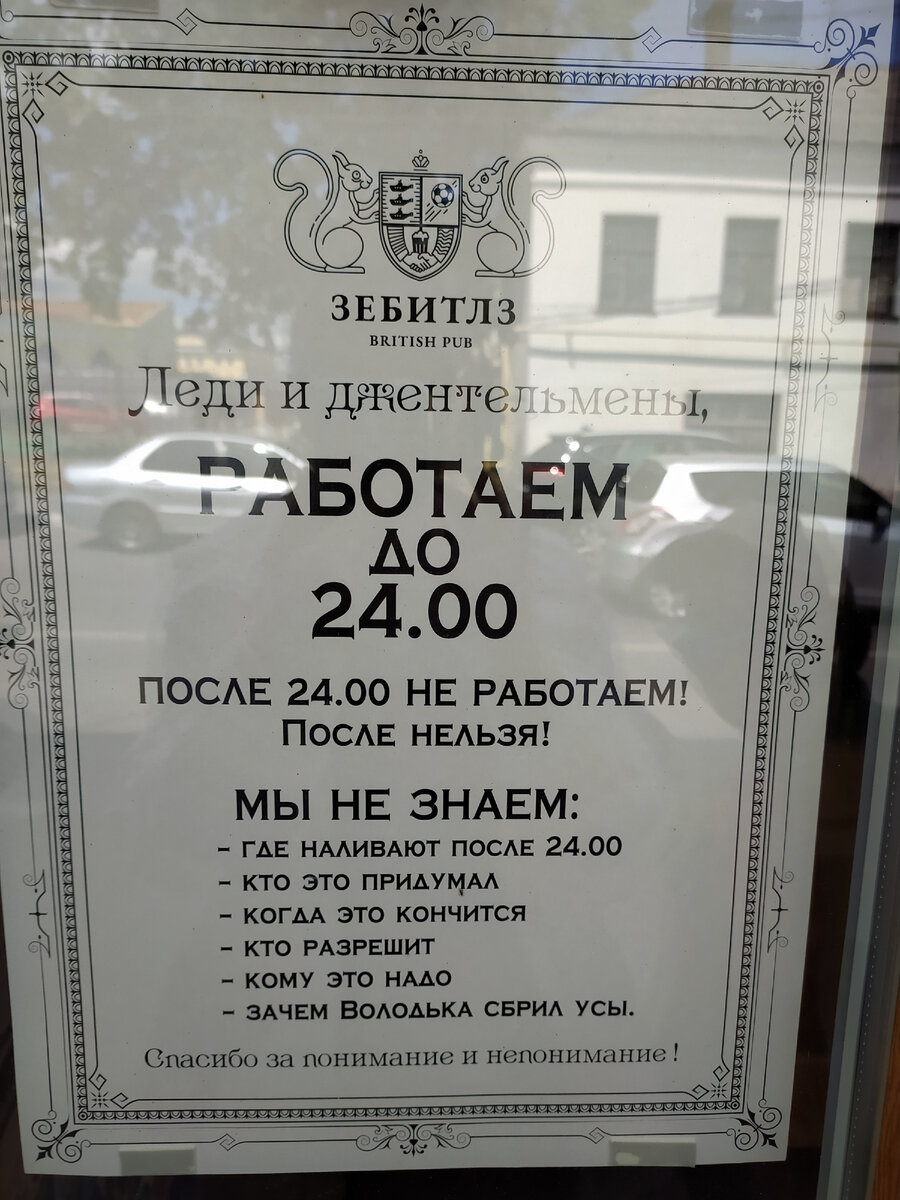 ЗЕБИТЛЗ
BRITISH PUB
Леди и джентельмены,
РАБОТАЕМ
ДО
24.00
ПОСЛЕ 24.00 НЕ РАБОТАЕМ!
ПОСЛЕ НЕЛЬЗЯ!
МЫ НЕ ЗНАЕМ:
- ГДЕ НАЛИВАЮТ ПОСЛЕ 24.00
- КТО ЭТО ПРИДУМАЛ
- КОГДА ЭТО КОНЧИТСЯ
- КТО РАЗРЕШИТ
- КОМУ ЭТО НАДО
- ЗАЧЕМ ВОЛОДЬКА СБРИЛ УСЫ.
Спасибо за понимание и непонимание!